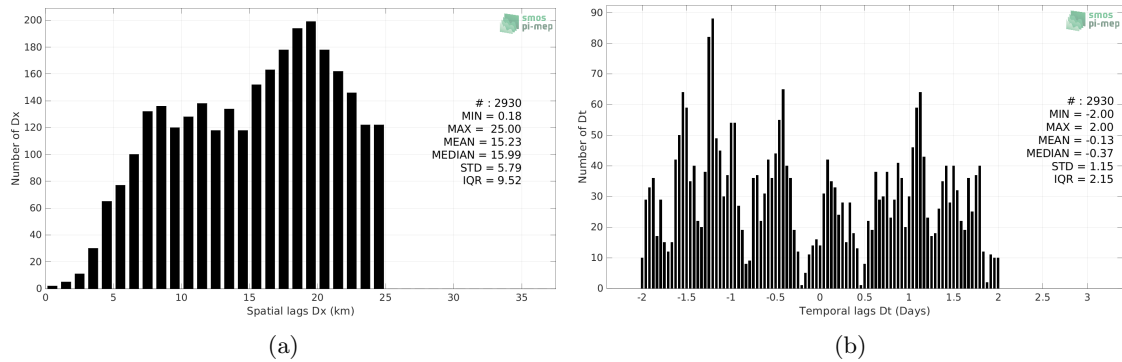 200
180
160
140
120
100
80
60
40
20
0
Number of Dx
0 5 10 15 20 25 30 35
Spatial lags Dx (km)
smos
pi-mep
# : 2930
MIN = 0.18
MAX = 25.00
MEAN = 15.23
MEDIAN = 15.99
STD = 5.79
IQR = 9.52
(a)
90
80
70
60
50
40
30
20
10
0
Number of Dt
-2 -1.5 -1 -0.5 0 0.5 1 1.5 2 2.5 3
Temporal lags Dt (Days)
smos
pi-mep
# : 2930
MIN = -2.00
MAX = 2.00
MEAN = -0.13
MEDIAN = -0.37
STD = 1.15
IQR = 2.15
(b)